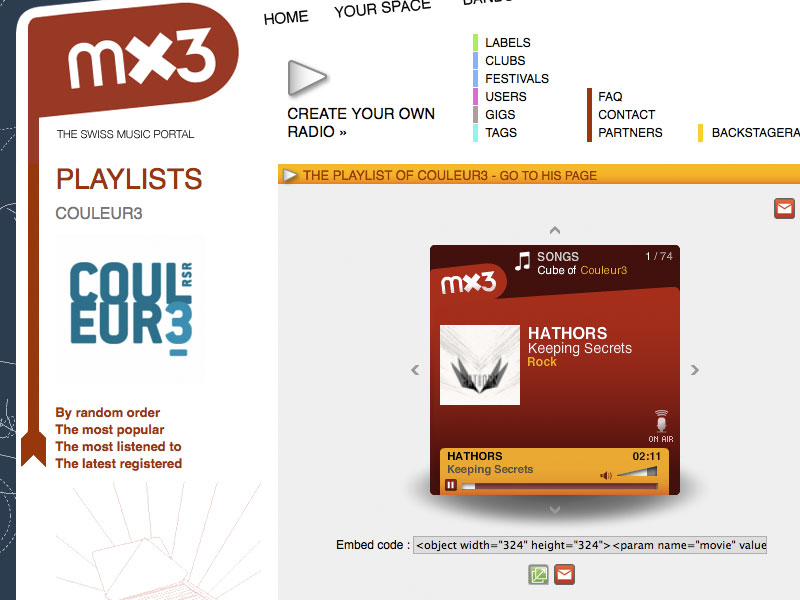 HOME
YOUR SPACE
mx3
LABELS
CLUBS
FESTIVALS
USERS
GIGS
TAGS
FAQ
CONTACT
PARTNERS
BACKSTAGERA
CREATE YOUR OWN
RADIO »
THE SWISS MUSIC PORTAL
PLAYLISTS
COULEUR3
COUL
EUR3
RSR
By random order
The most popular
The most listened to
The latest registered
THE PLAYLIST OF COULEUR3 - GO TO HIS PAGE
SONGS
1 / 74
Cube of Couleur3
mx3
HATHORS
Keeping Secrets
Rock
HATHORS
ON AIR
HATHORS
02:11
Keeping Secrets
Embed code : <object width="324" height="324"><param name="movie" value